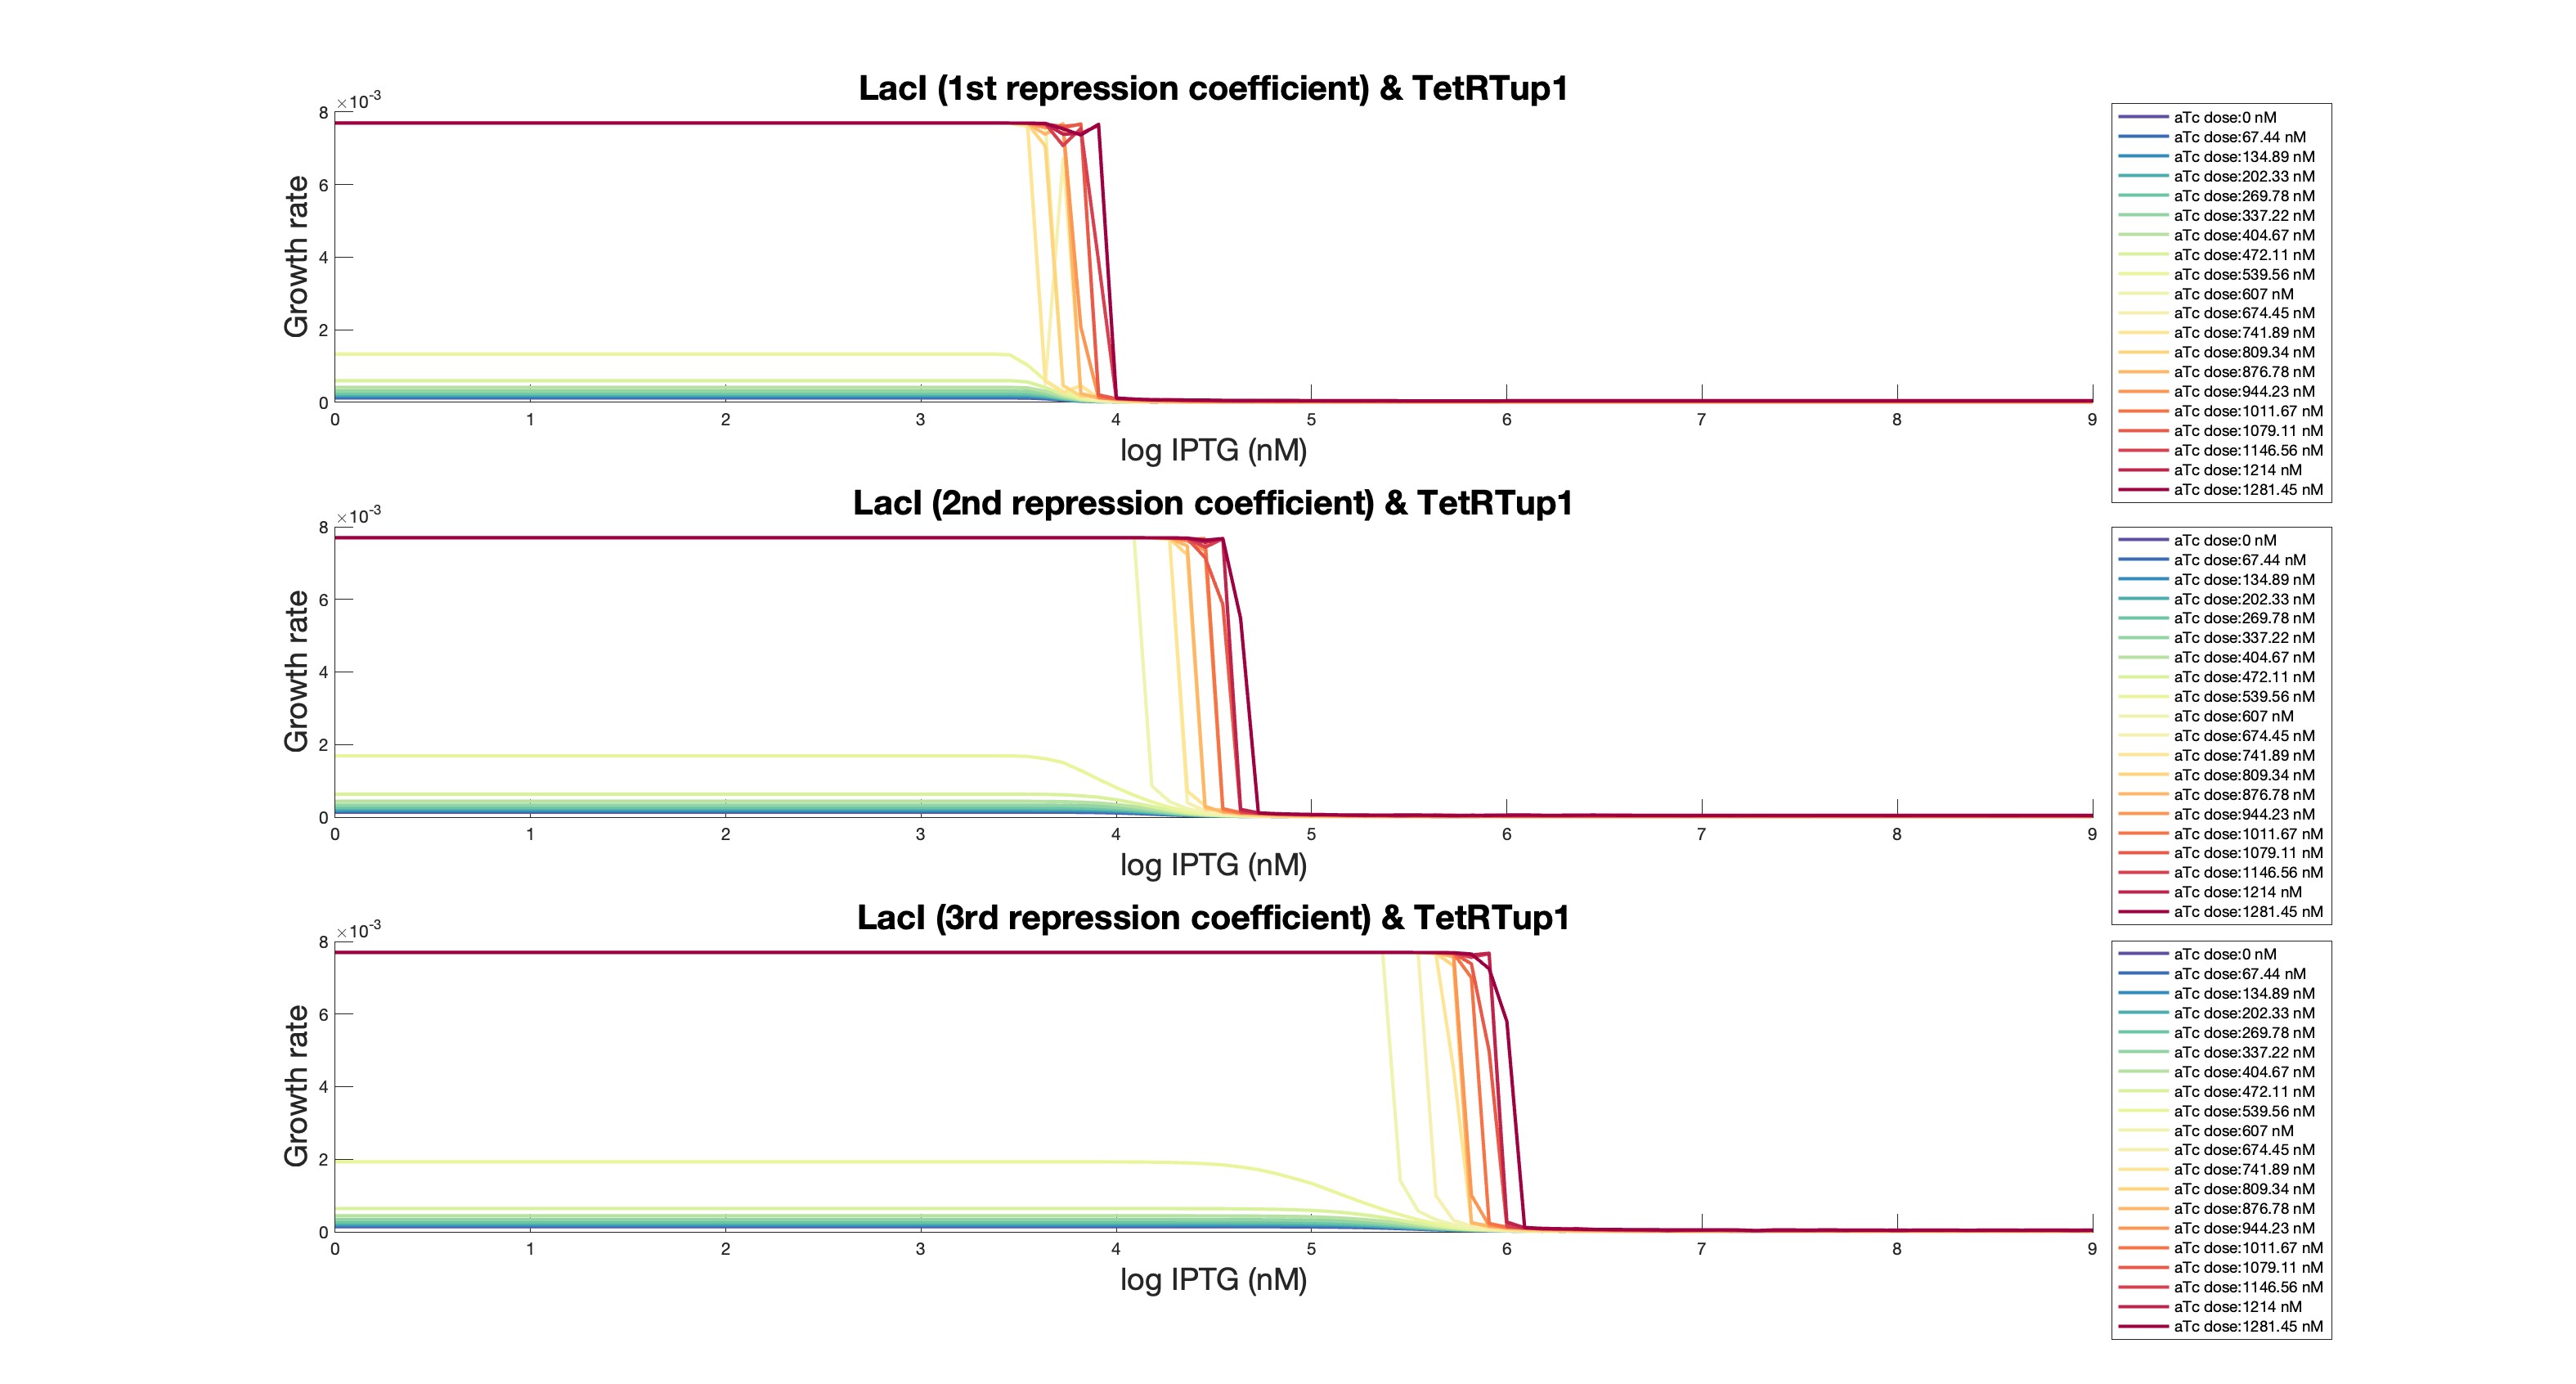 LacI (1st repression coefficient) & TetRTup1
×10-3
8
6
4
2
0
Growth rate
0 1 2 3 4 5 6 7 8 9
log IPTG (nM)
aTc dose:0 nM
aTc dose:67.44 nM
aTc dose:134.89 nM
aTc dose:202.33 nM
aTc dose:269.78 nM
aTc dose:337.22 nM
aTc dose:404.67 nM
aTc dose:472.11 nM
aTc dose:539.56 nM
aTc dose:607 nM
aTc dose:674.45 nM
aTc dose:741.89 nM
aTc dose:809.34 nM
aTc dose:876.78 nM
aTc dose:944.23 nM
aTc dose:1011.67 nM
aTc dose:1079.11 nM
aTc dose:1146.56 nM
aTc dose:1214 nM
aTc dose:1281.45 nM
LacI (2nd repression coefficient) & TetRTup1
×10-3
8
6
4
2
0
Growth rate
0 1 2 3 4 5 6 7 8 9
log IPTG (nM)
aTc dose:0 nM
aTc dose:67.44 nM
aTc dose:134.89 nM
aTc dose:202.33 nM
aTc dose:269.78 nM
aTc dose:337.22 nM
aTc dose:404.67 nM
aTc dose:472.11 nM
aTc dose:539.56 nM
aTc dose:607 nM
aTc dose:674.45 nM
aTc dose:741.89 nM
aTc dose:809.34 nM
aTc dose:876.78 nM
aTc dose:944.23 nM
aTc dose:1011.67 nM
aTc dose:1079.11 nM
aTc dose:1146.56 nM
aTc dose:1214 nM
aTc dose:1281.45 nM
LacI (3rd repression coefficient) & TetRTup1
×10-3
8
6
4
2
0
Growth rate
0 1 2 3 4 5 6 7 8 9
log IPTG (nM)
aTc dose:0 nM
aTc dose:67.44 nM
aTc dose:134.89 nM
aTc dose:202.33 nM
aTc dose:269.78 nM
aTc dose:337.22 nM
aTc dose:404.67 nM
aTc dose:472.11 nM
aTc dose:539.56 nM
aTc dose:607 nM
aTc dose:674.45 nM
aTc dose:741.89 nM
aTc dose:809.34 nM
aTc dose:876.78 nM
aTc dose:944.23 nM
aTc dose:1011.67 nM
aTc dose:1079.11 nM
aTc dose:1146.56 nM
aTc dose:1214 nM
aTc dose:1281.45 nM